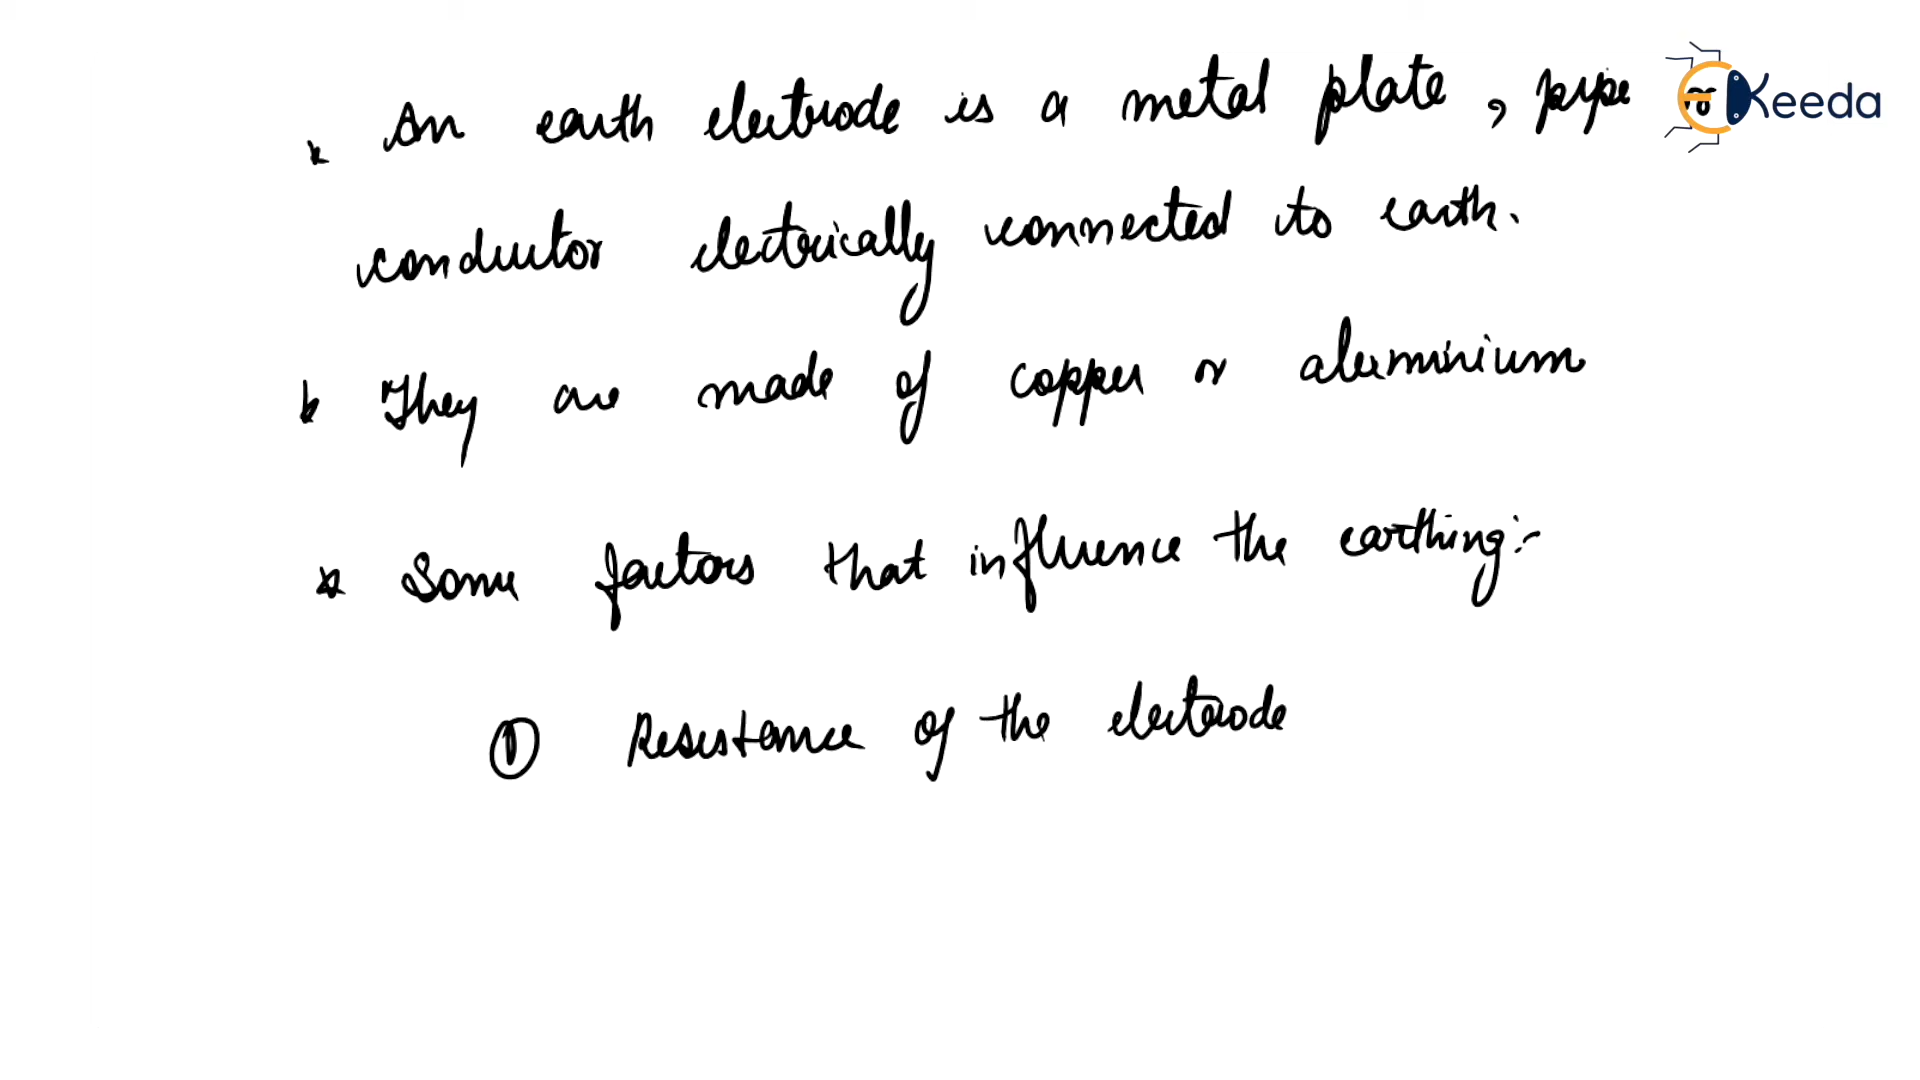 * An earth electrode is a metal plate, pipe or Keeda
conductor electrically connected to earth.
* They are made of copper or aluminium
* Some factors that influence the earthing:-
① Resistance of the electrode